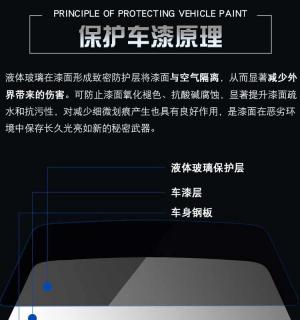 PRINCIPLE OF PROTECTING VEHICLE PAINT
保护车漆原理
液体玻璃在漆面形成致密防护层将漆面与空气隔离，从而显著减少外
界带来的伤害。可防止漆面氧化褪色、抗酸碱腐蚀，显著提升漆面疏
水和抗污性，对减少细微划痕产生也具有良好作用，是漆面在恶劣环
境中保存长久光亮如新的秘密武器。
液体玻璃保护层
车漆层
车身钢板